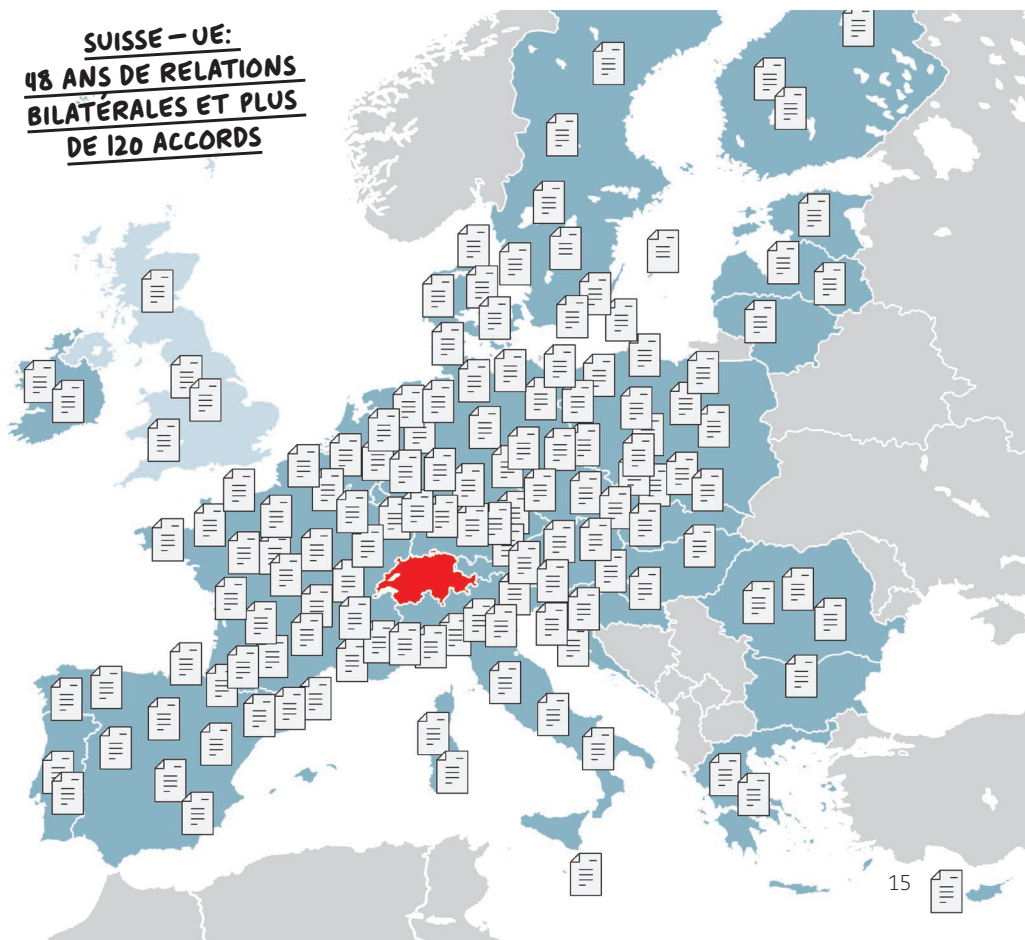 SUISSE – UE:
48 ANS DE RELATIONS
BILATÉRALES ET PLUS
DE 120 ACCORDS
15